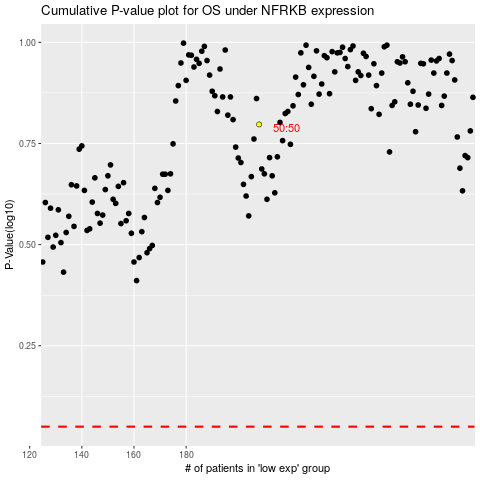 Cumulative P-value plot for OS under NFRKB expression
P-Value(log10)
1.00
0.75
0.50
0.25
50:50
120 140 160 180
# of patients in 'low exp' group